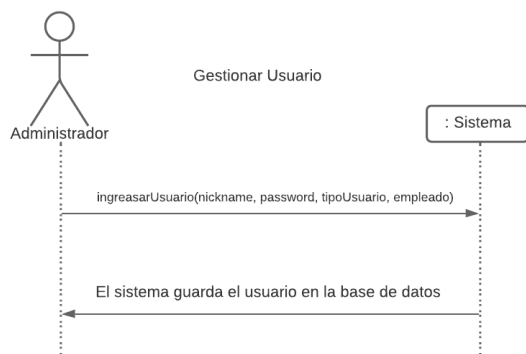 Gestionar Usuario
Administrador
: Sistema
ingreasarUsuario(nickname, password, tipoUsuario, empleado)
El sistema guarda el usuario en la base de datos